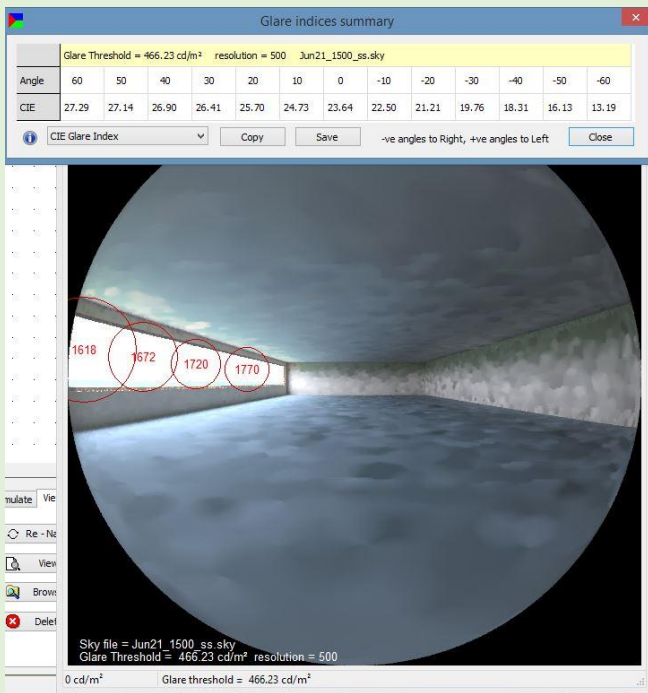 Glare indices summary
Glare Threshold = 466.23 cd/m² resolution = 500 Jun21_1500_ss.sky
Angle 60 50 40 30 20 10 0 -10 -20 -30 -40 -50 -60
CIE 27.29 27.14 26.90 26.41 25.70 24.73 23.64 22.50 21.21 19.76 18.31 16.13 13.19
CIE Glare Index Copy Save -ve angles to Right, +ve angles to Left Close
1618 1672 1720 1770
mulate Vie
Re - Na
View
Brows
Delet
Sky file = Jun21_1500_ss.sky
Glare Threshold = 466.23 cd/m² resolution = 500
0 cd/m² Glare threshold = 466.23 cd/m²